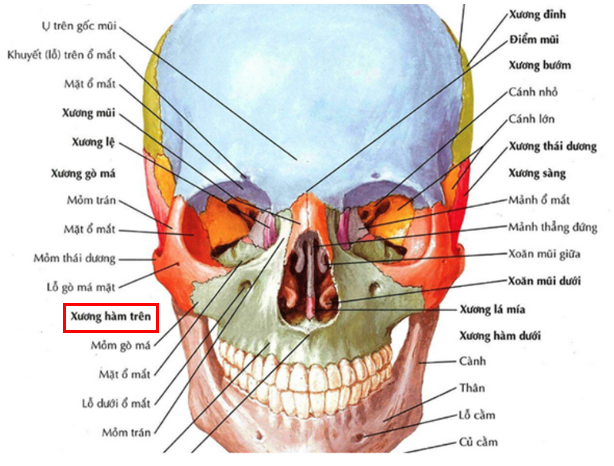 Ụ trên gốc mũi
Khuyết (lỗ) trên ổ mắt
Mặt ổ mắt
Xương mũi
Xương lệ
Xương gò má
Mỏm trán
Mặt ổ mắt
Mỏm thái dương
Lỗ gò má mặt
Xương hàm trên
Mỏm gò má
Mặt ổ mắt
Lỗ dưới ổ mắt
Mỏm trán
Xương đỉnh
Điểm mũi
Xương bướm
Cánh nhỏ
Cánh lớn
Xương thái dương
Xương sàng
Mảnh ổ mắt
Mảnh thẳng đứng
Xoăn mũi giữa
Xoăn mũi dưới
Xương lá mía
Xương hàm dưới
Cành
Thân
Lỗ cằm
Củ cằm